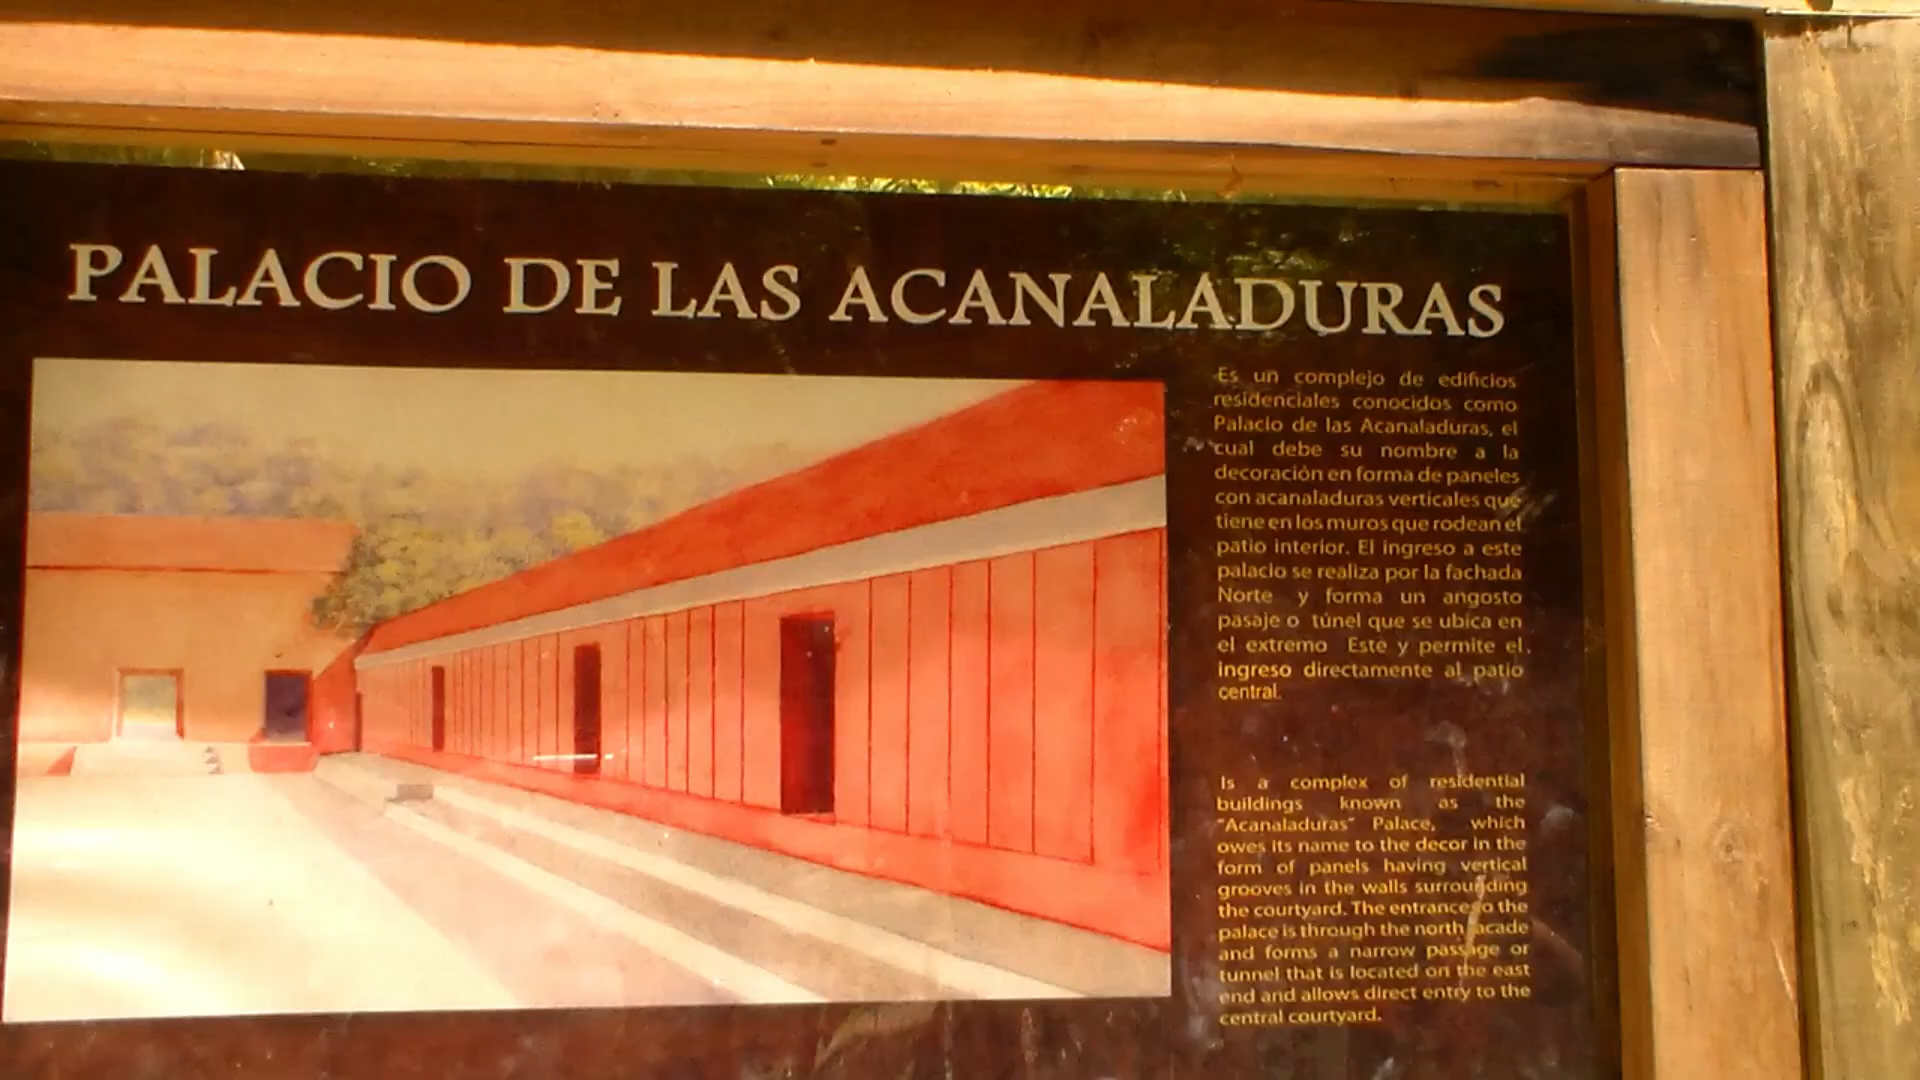 PALACIO DE LAS ACANALADURAS
Es un complejo de edificios
residenciales conocidos como
Palacio de las Acanaladuras, el
cual debe su nombre a la
decoración en forma de paneles
con acanaladuras verticales que
tiene en los muros que rodean el
patio interior. El ingreso a este
palacio se realiza por la fachada
Norte y forma un angosto
pasaje o túnel que se ubica en
el extremo Este y permite el
ingreso directamente al patio
central.
Is a complex of residential
buildings known as the
"Acanaladuras" Palace, which
owes its name to the decor in the
form of panels having vertical
grooves in the walls surrounding
the courtyard. The entrance to the
palace is through the north facade
and forms a narrow passage or
tunnel that is located on the east
end and allows direct entry to the
central courtyard.